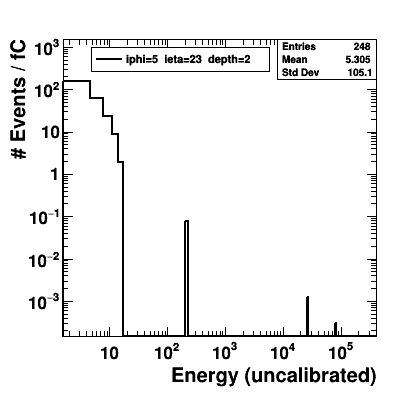 # Events / fC
10³
10²
10
1
10⁻¹
10⁻²
10⁻³
iphi=5 ieta=23 depth=2
Entries 248
Mean 5.305
Std Dev 105.1
10 10² 10³ 10⁴ 10⁵
Energy (uncalibrated)